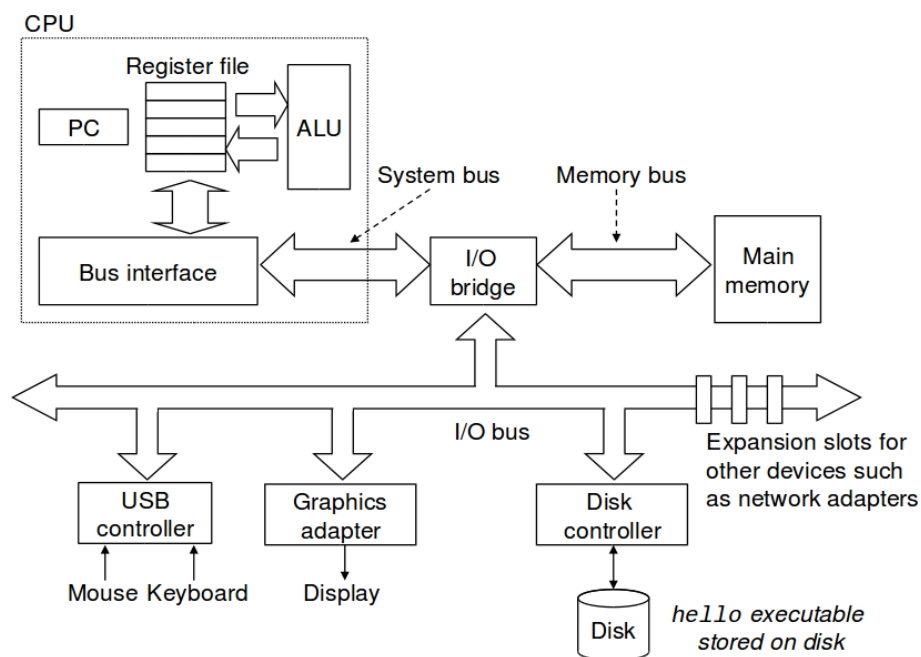 CPU
Register file
PC
ALU
System bus
Memory bus
Bus interface
I/O
bridge
Main
memory
I/O bus
Expansion slots for
other devices such
as network adapters
USB
controller
Graphics
adapter
Disk
controller
Mouse Keyboard
Display
Disk
hello executable
stored on disk